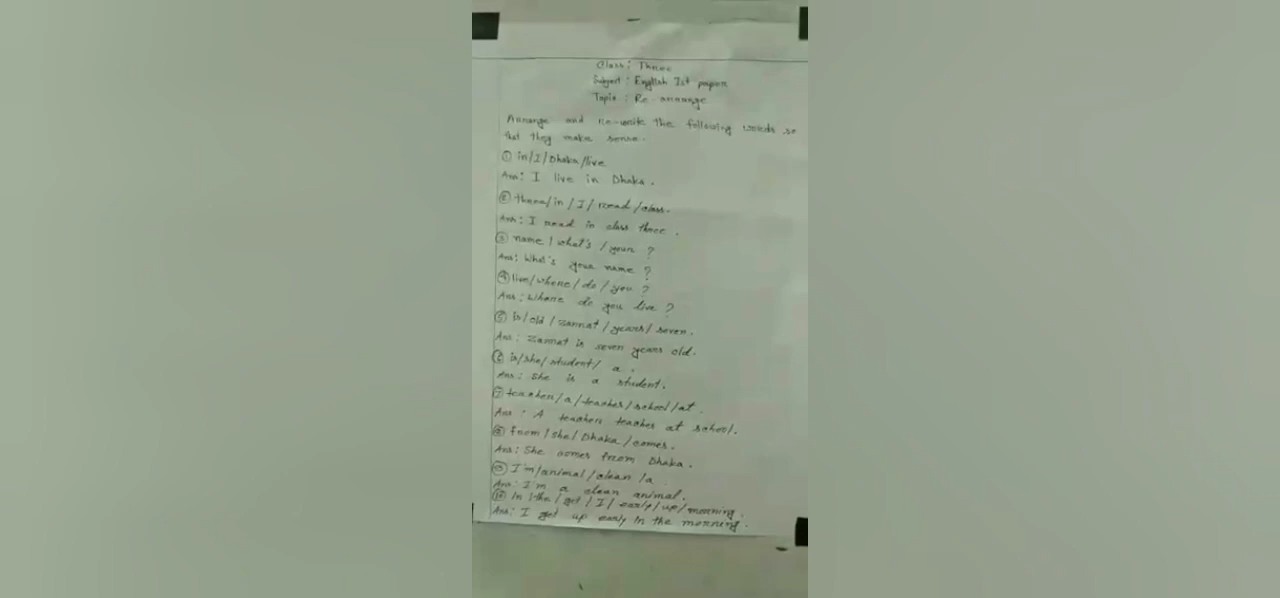 Class: Three
Subject: English 1st paper
Topic: Re-arrange
Arrange and re-write the following words so
that they make sense.
① in/I/Dhaka/live
Ans: I live in Dhaka.
② three/in/I/read/class.
Ans: I read in class three.
③ name/what's/your?
Ans: What's your name?
④ live/where/do/you?
Ans: Where do you live?
⑤ is/old/Zannat/years/seven.
Ans: Zannat is seven years old.
⑥ is/she/student/a.
Ans: She is a student.
⑦ teacher/a/teaches/school/at.
Ans: A teacher teaches at school.
⑧ from/she/Dhaka/comes.
Ans: She comes from Dhaka.
⑨ I'm/animal/clean/a
Ans: I'm a clean animal.
⑩ In/the/get/I/early/up/morning.
Ans: I get up early In the morning.